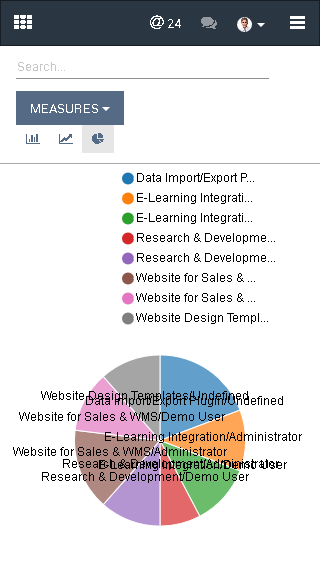 @ 24
Search...
MEASURES
Data Import/Export P...
E-Learning Integrati...
E-Learning Integrati...
Research & Developme...
Research & Developme...
Website for Sales & ...
Website for Sales & ...
Website Design Templ...
Website Design Templates/Undefined
Data Import/Export Plugin/Undefined
Website for Sales & WMS/Demo User
E-Learning Integration/Administrator
Website for Sales & WMS/Administrator
Research & Development/Administrator
E-Learning Integration/Demo User
Research & Development/Demo User